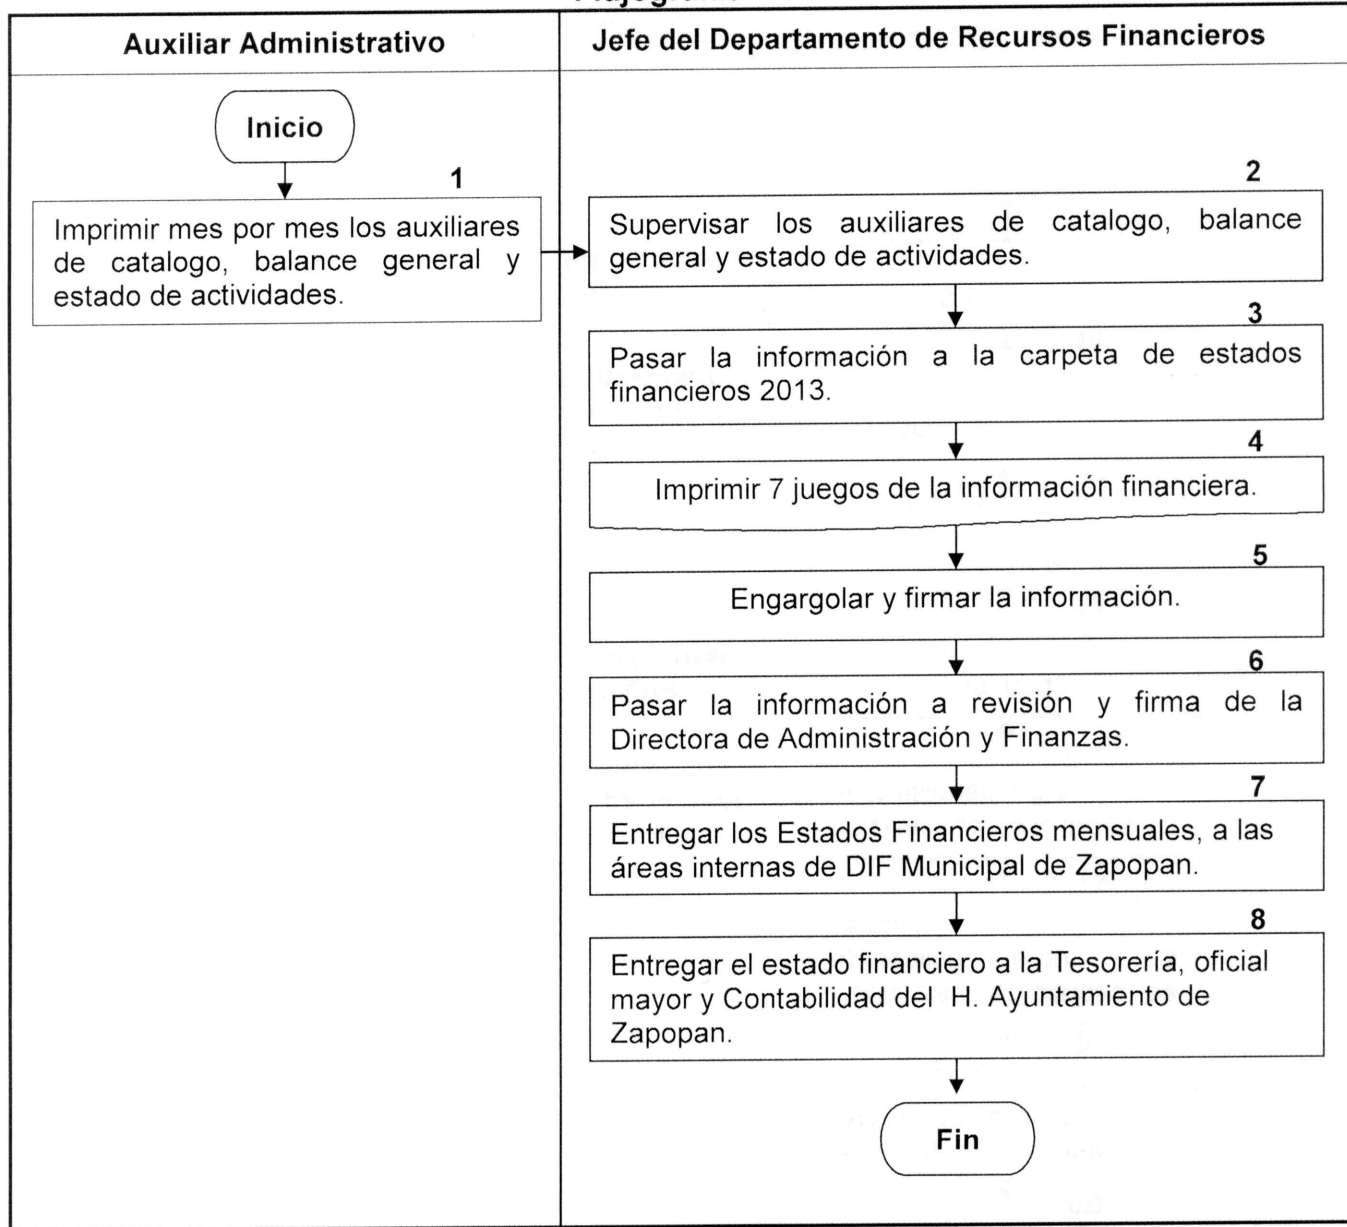 Auxiliar Administrativo
Jefe del Departamento de Recursos Financieros
Inicio
1
Imprimir mes por mes los auxiliares
de catalogo, balance general y
estado de actividades.
2
Supervisar los auxiliares de catalogo, balance
general y estado de actividades.
3
Pasar la información a la carpeta de estados
financieros 2013.
4
Imprimir 7 juegos de la información financiera.
5
Engargolar y firmar la información.
6
Pasar la información a revisión y firma de la
Directora de Administración y Finanzas.
7
Entregar los Estados Financieros mensuales, a las
áreas internas de DIF Municipal de Zapopan.
8
Entregar el estado financiero a la Tesorería, oficial
mayor y Contabilidad del H. Ayuntamiento de
Zapopan.
Fin